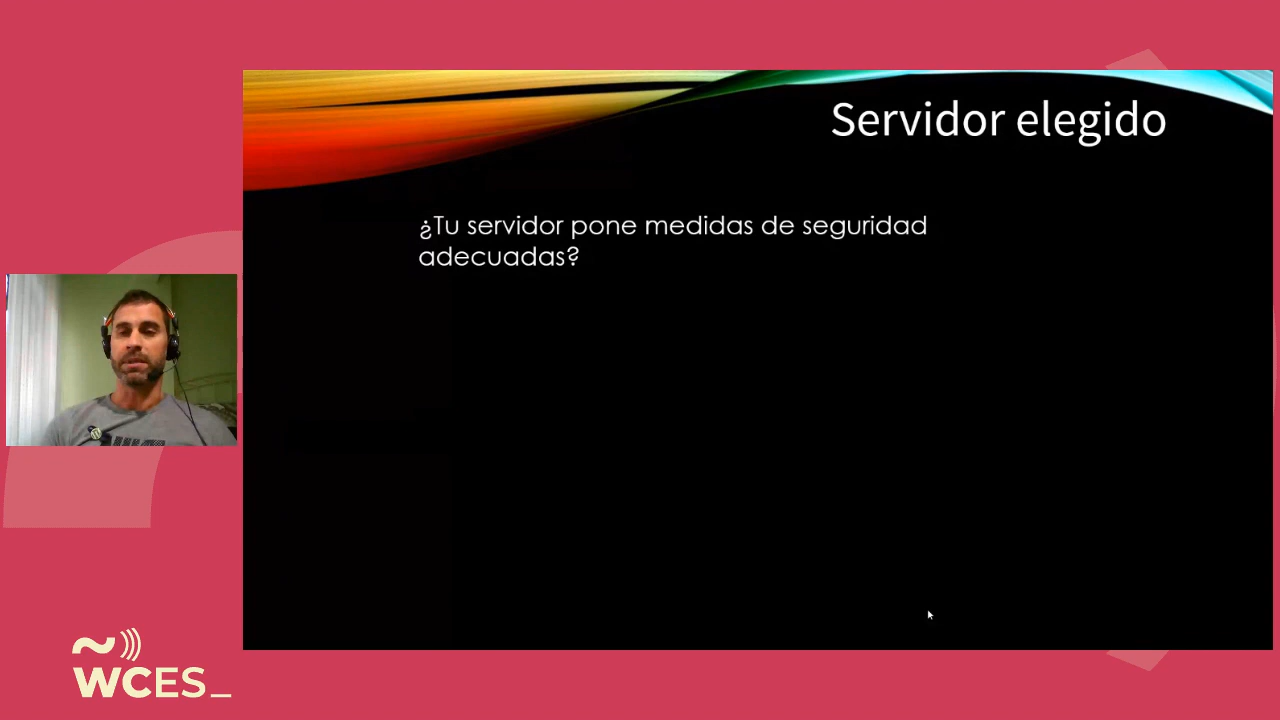 Servidor elegido
¿Tu servidor pone medidas de seguridad
adecuadas?
WCES_